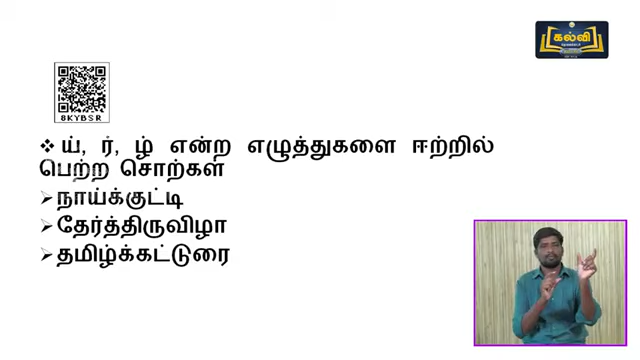 கல்வி
8KYBSR
❖ ய், ர், ழ் என்ற எழுத்துகளை ஈற்றில்
பெற்ற சொற்கள்
➢நாய்க்குட்டி
➢தேர்த்திருவிழா
➢தமிழ்க்கட்டுரை